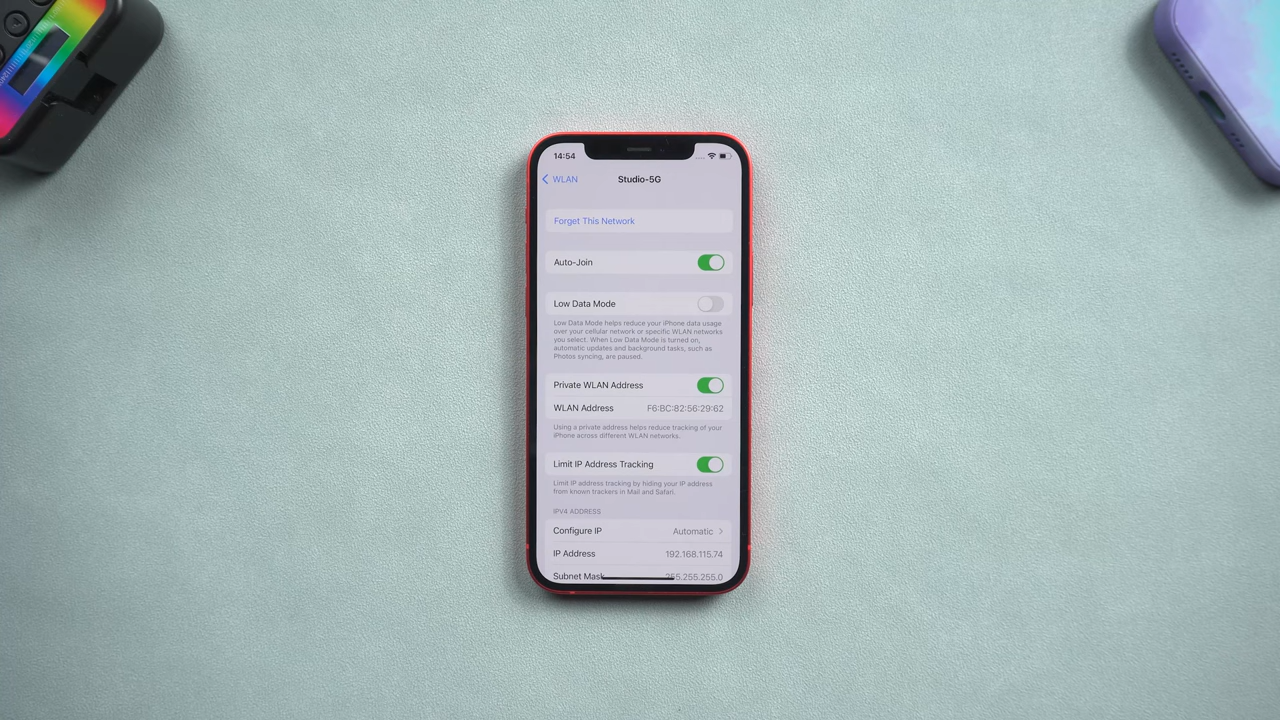 14:54
WLAN Studio-5G
Forget This Network
Auto-Join
Low Data Mode
Low Data Mode helps reduce your iPhone data usage
over your cellular network or specific WLAN networks
you select. When Low Data Mode is turned on,
automatic updates and background tasks, such as
Photos syncing, are paused.
Private WLAN Address
WLAN Address F6:BC:82:56:29:62
Using a private address helps reduce tracking of your
iPhone across different WLAN networks.
Limit IP Address Tracking
Limit IP address tracking by hiding your IP address
from known trackers in Mail and Safari.
IPV4 ADDRESS
Configure IP Automatic
IP Address 192.168.115.74
Subnet Mask 255.255.255.0